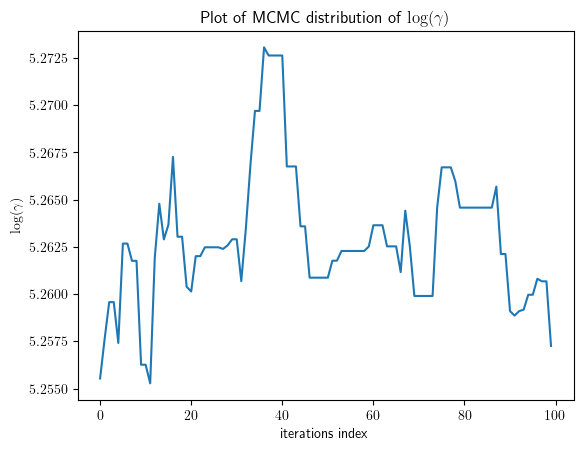 Plot of MCMC distribution of log(γ)
5.2725
5.2700
5.2675
5.2650
5.2625
5.2600
5.2575
5.2550
log(γ)
0 20 40 60 80 100
iterations index